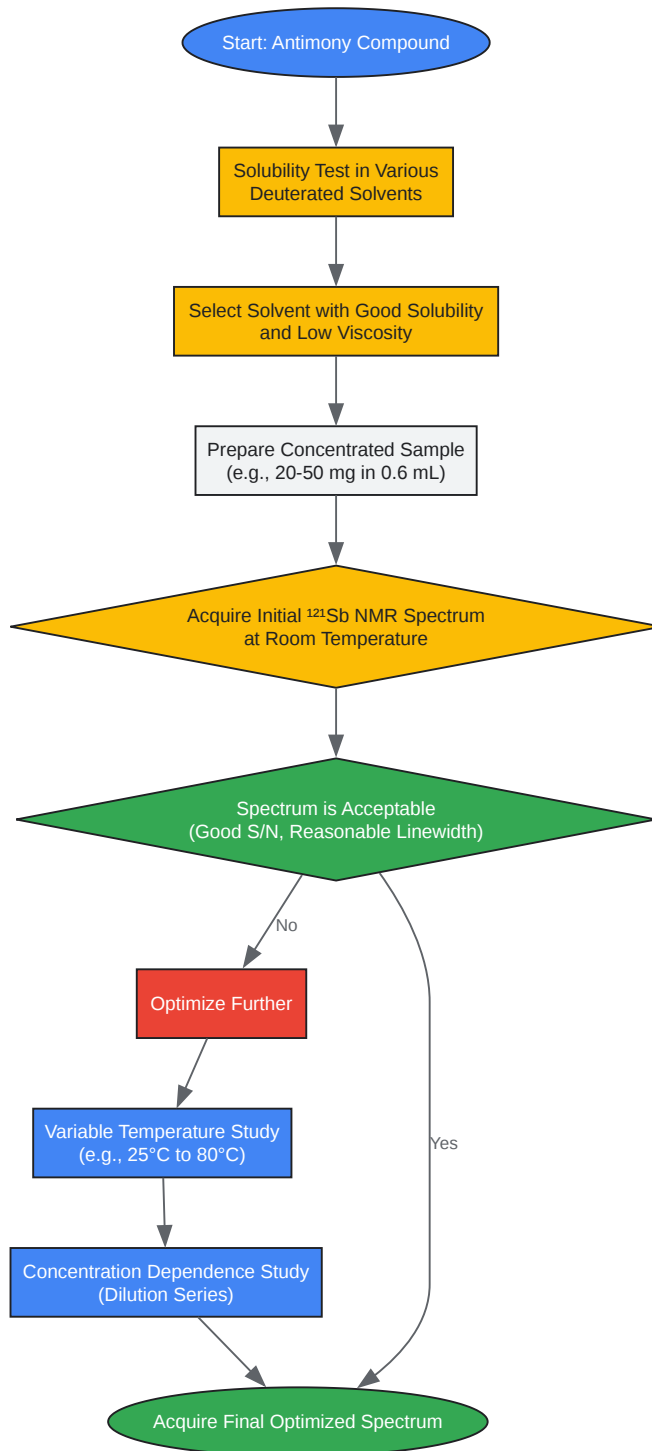 Start: Antimony Compound
Solubility Test in Various
Deuterated Solvents
Select Solvent with Good Solubility
and Low Viscosity
Prepare Concentrated Sample
(e.g., 20-50 mg in 0.6 mL)
Acquire Initial ¹²¹Sb NMR Spectrum
at Room Temperature
Spectrum is Acceptable
(Good S/N, Reasonable Linewidth)
No
Optimize Further
Variable Temperature Study
(e.g., 25°C to 80°C)
Yes
Concentration Dependence Study
(Dilution Series)
Acquire Final Optimized Spectrum